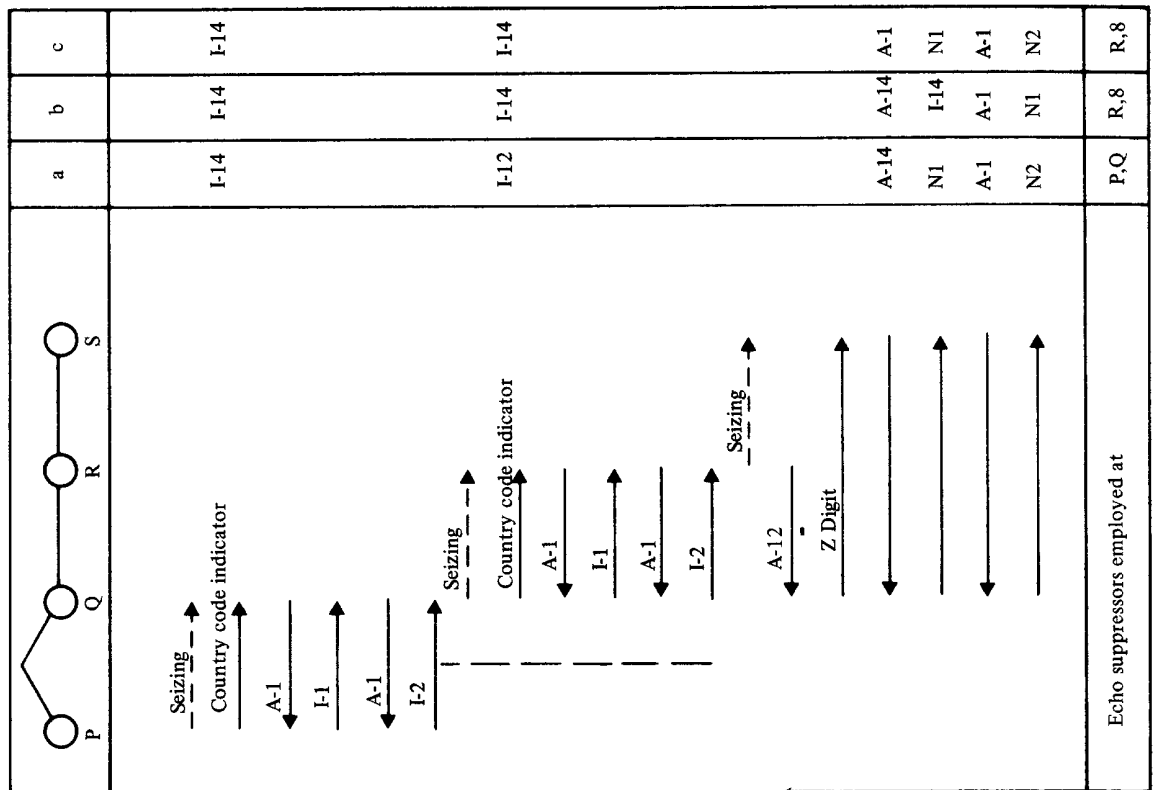 P Q R S a b c
Seizing
Country code indicator I-14 I-14 I-14
A-1
I-1
A-1
I-2
Seizing
Country code indicator I-12 I-14 I-14
A-1
I-1
A-1
I-2
Seizing
A-12
Z Digit
A-14 A-14 A-1
N1 I-14 N1
A-1 A-1 A-1
N2 N1 N2
Echo suppressors employed at P,Q R,8 R,8